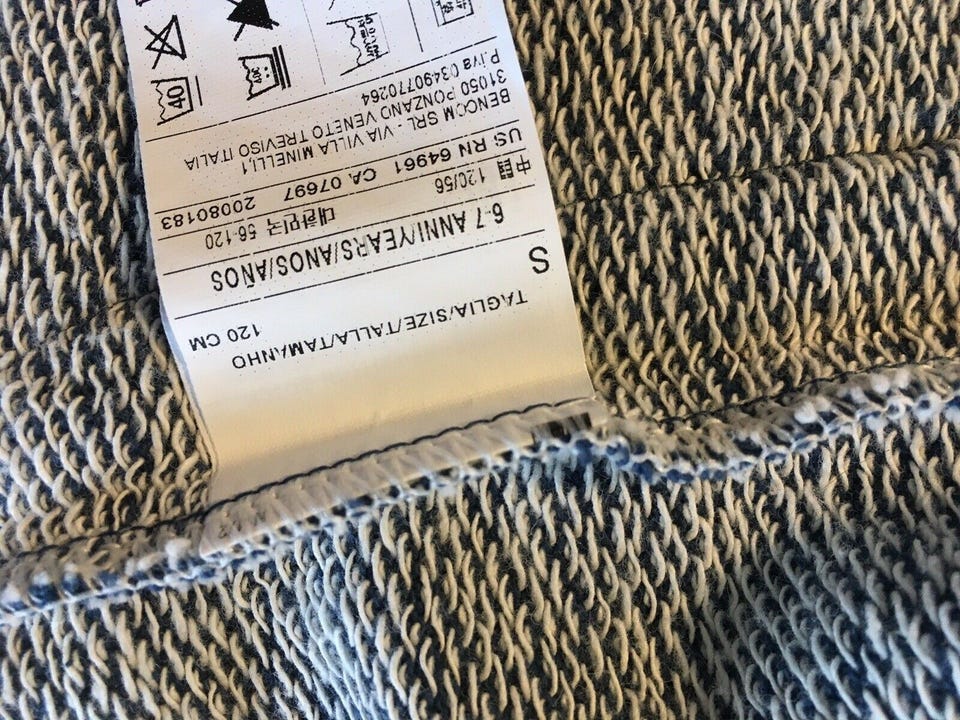 TAGLIA/SIZE/TALLA/TAMANHO
120 CM
S
6-7 ANNI/YEARS/ANOS/AÑOS
120/56 대한민국 56-120
US: RN 64961 CA. 07697 20080183
BENCOM SRL - VIA VILLA MINELLI,1
31050 PONZANO VENETO TREVISO ITALIA
P.iva 03490770264
40